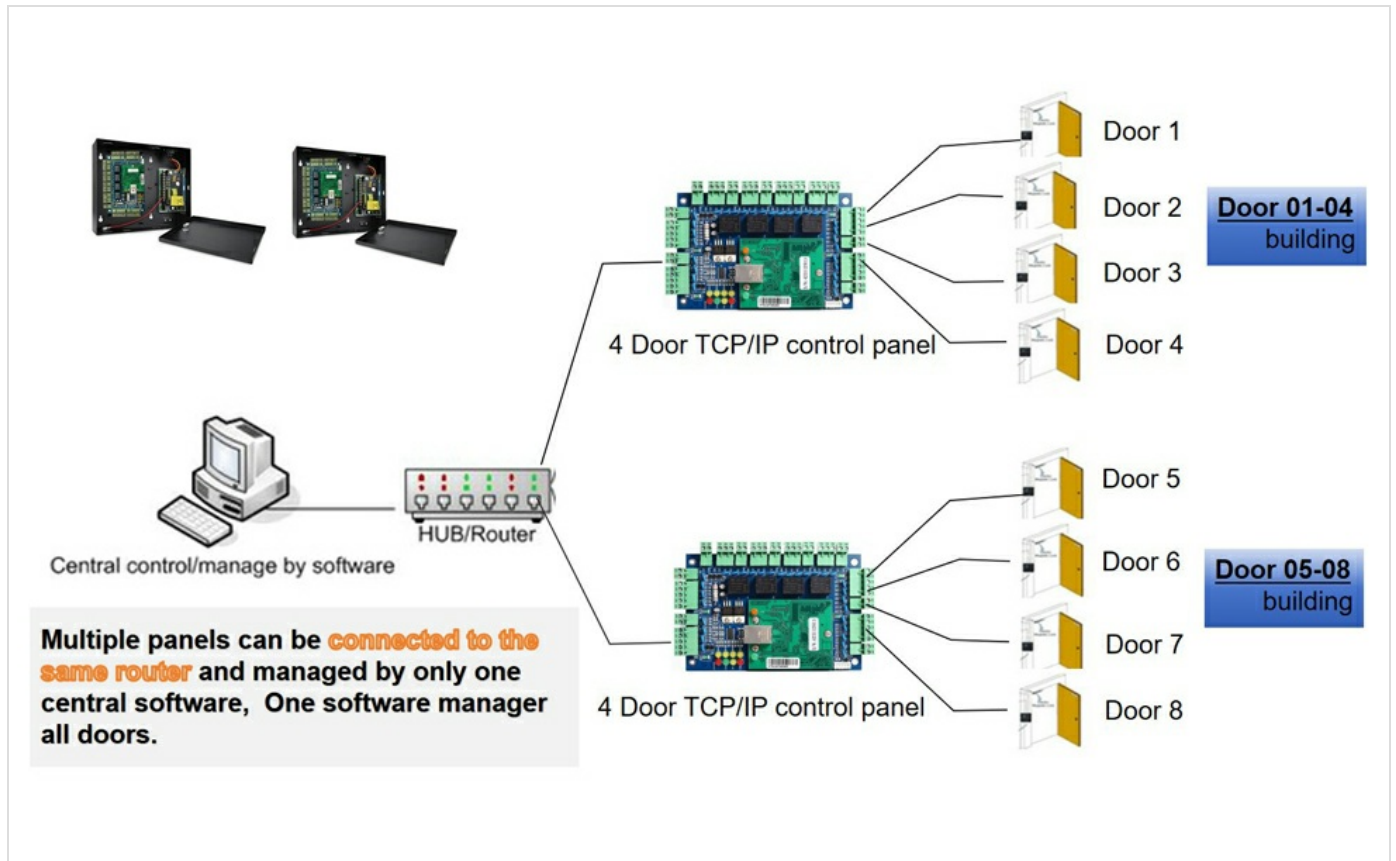 Door 1
Door 2
Door 3
Door 4
Door 01-04
building
4 Door TCP/IP control panel
HUB/Router
Central control/manage by software
Multiple panels can be connected to the
same router and managed by only one
central software, One software manager
all doors.
Door 5
Door 6
Door 7
Door 8
Door 05-08
building
4 Door TCP/IP control panel